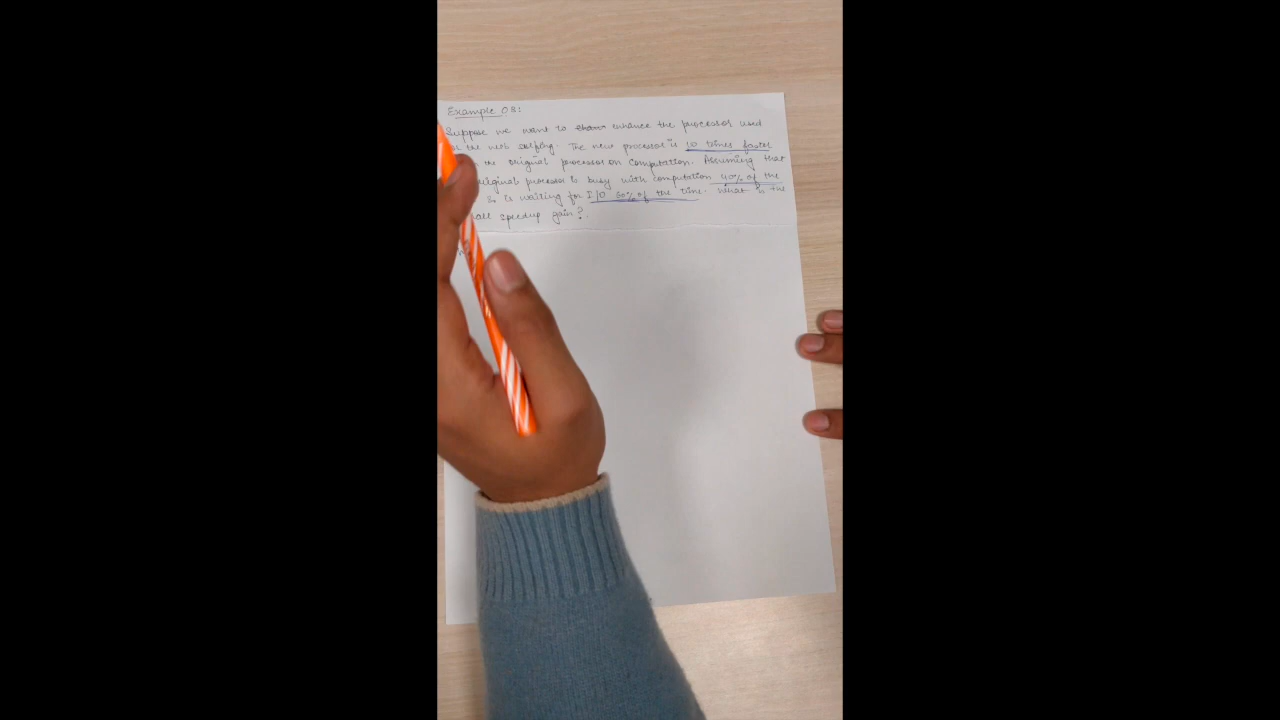 Example 08:
Suppose we want to enhance the processor used
the web serving. The new processor is 10 times faster
the original processor on Computation. Assuming that
original processor is busy with computation 40% of the
is waiting for I/O 60% of the time. What is the
all speedup gain?